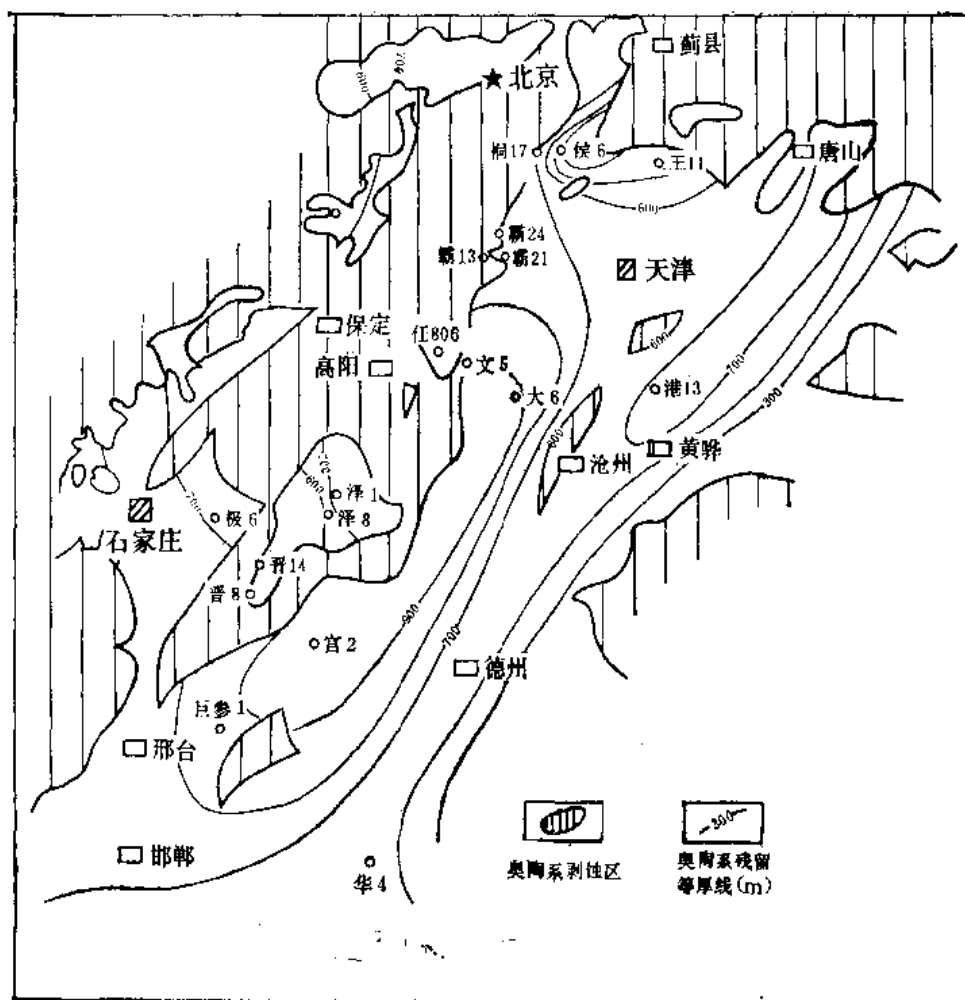 蓟县
600
700
北京
桐17
侯6
王11
唐山
600
霸24
霸13
霸21
天津
保定
任806
600
高阳
文5
700
大6
港13
300
800
沧州
黄骅
700
600
泽1
700
极6
泽8
石家庄
晋14
晋8
900
宫2
700
德州
巨参1
邢台
300
邯郸
华4
奥陶系剥蚀区
奥陶系残留
等厚线(m)